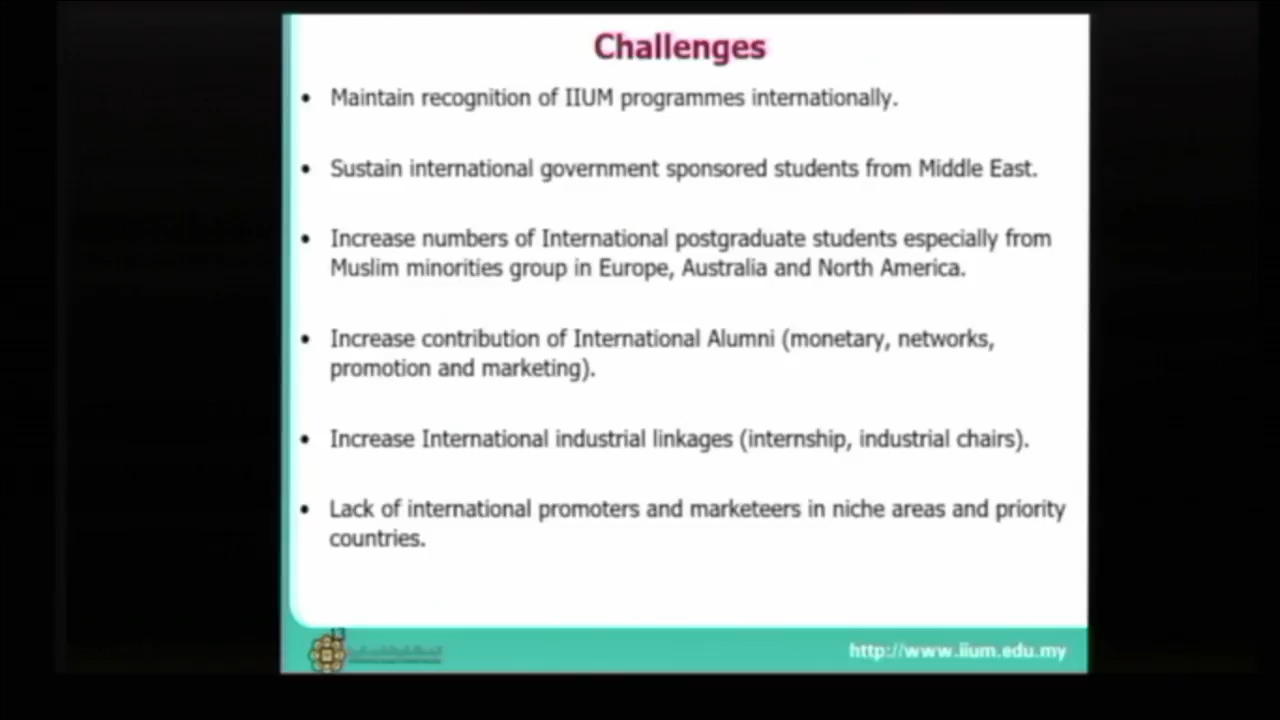 Challenges
• Maintain recognition of IIUM programmes internationally.
• Sustain international government sponsored students from Middle East.
• Increase numbers of International postgraduate students especially from
Muslim minorities group in Europe, Australia and North America.
• Increase contribution of International Alumni (monetary, networks,
promotion and marketing).
• Increase International industrial linkages (internship, industrial chairs).
• Lack of international promoters and marketeers in niche areas and priority
countries.
http://www.iium.edu.my